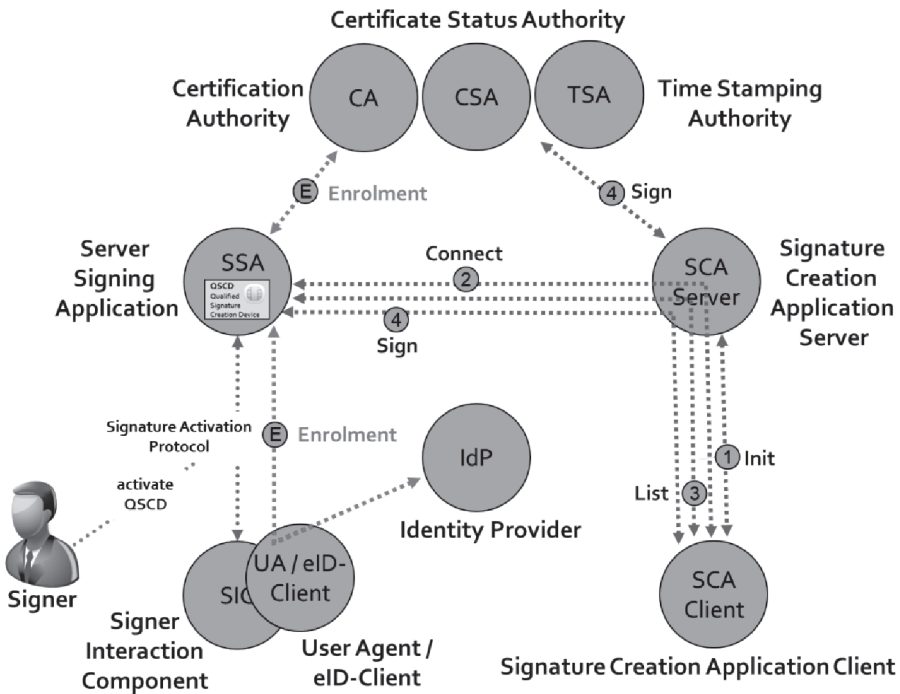 Certificate Status Authority
Certification
Authority
CA
CSA
TSA
Time Stamping
Authority
E Enrolment
4 Sign
Server
Signing
Application
SSA
QSCD
Qualified
Signature
Creation Device
Connect
2
4
Sign
SCA
Server
Signature
Creation
Application
Server
Signature Activation
Protocol
E Enrolment
activate
QSCD
IdP
Identity Provider
1 Init
List 3
Signer
SIC
UA / eID-
Client
SCA
Client
Signer
Interaction
Component
User Agent /
eID-Client
Signature Creation Application Client